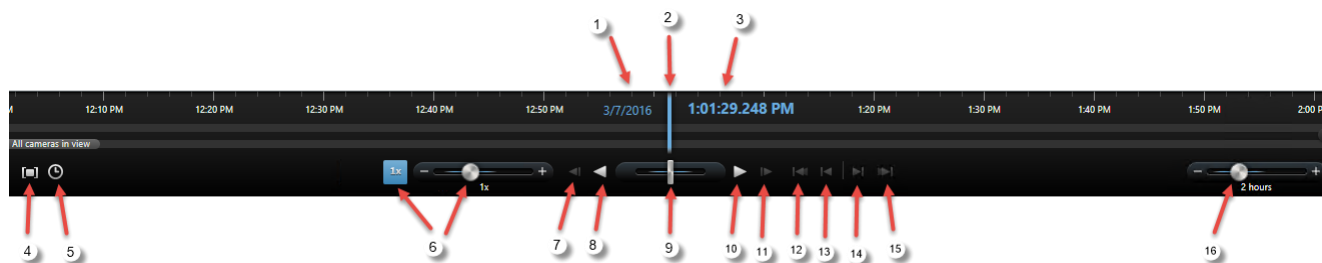 1 2 3
12:10 PM 12:20 PM 12:30 PM 12:40 PM 12:50 PM 3/7/2016 1:01:29.248 PM 1:20 PM 1:30 PM 1:40 PM 1:50 PM 2:00 P
All cameras in view
1x
1x 2 hours
4 5 6 7 8 9 10 11 12 13 14 15 16